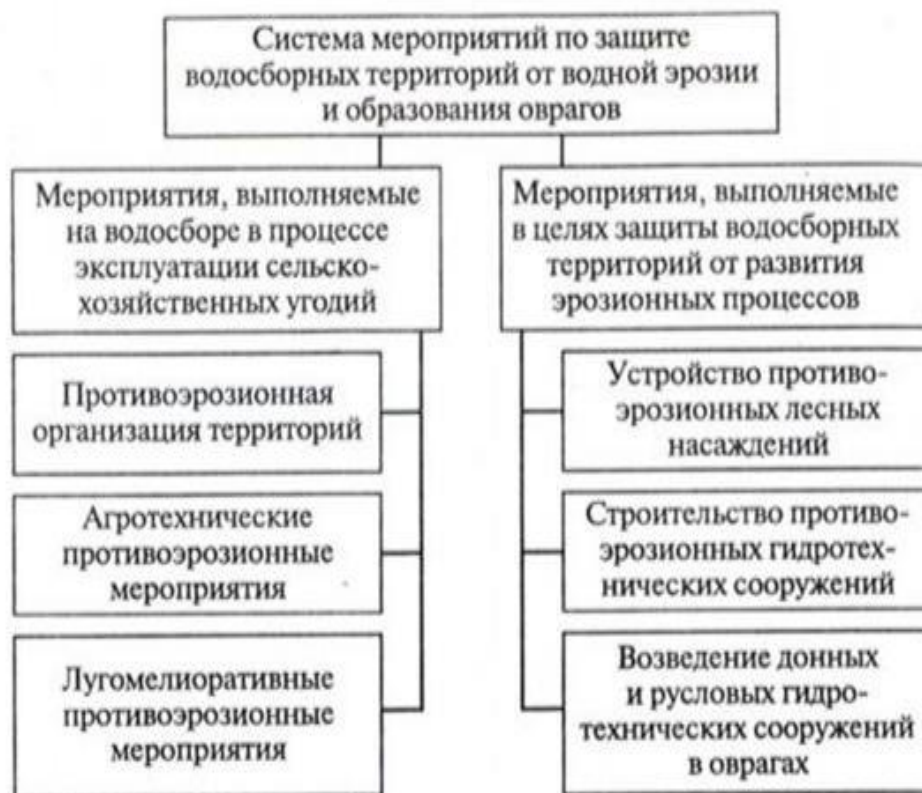 Система мероприятий по защите
водосборных территорий от водной эрозии
и образования оврагов
Мероприятия, выполняемые
на водосборе в процессе
эксплуатации сельско-
хозяйственных угодий
Противоэрозионная
организация территорий
Агротехнические
противоэрозионные
мероприятия
Лугомелиоративные
противоэрозионные
мероприятия
Мероприятия, выполняемые
в целях защиты водосборных
территорий от развития
эрозионных процессов
Устройство противо-
эрозионных лесных
насаждений
Строительство противо-
эрозионных гидротех-
нических сооружений
Возведение донных
и русловых гидро-
технических сооружений
в оврагах